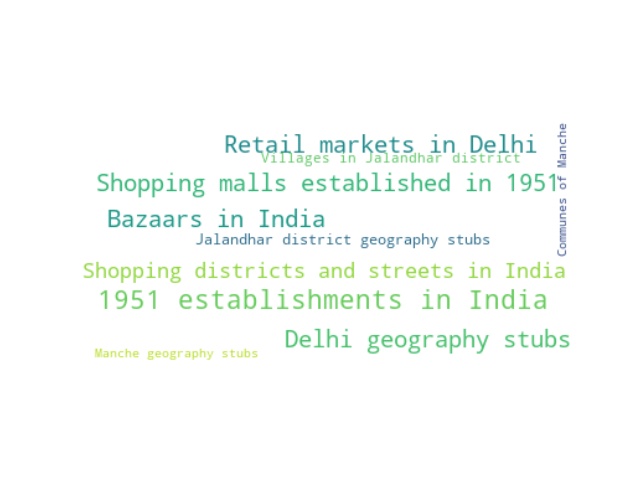 Retail markets in Delhi
Villages in Jalandhar district
Shopping malls established in 1951
Bazaars in India
Jalandhar district geography stubs
Shopping districts and streets in India
1951 establishments in India
Delhi geography stubs
Manche geography stubs
Communes of Manche